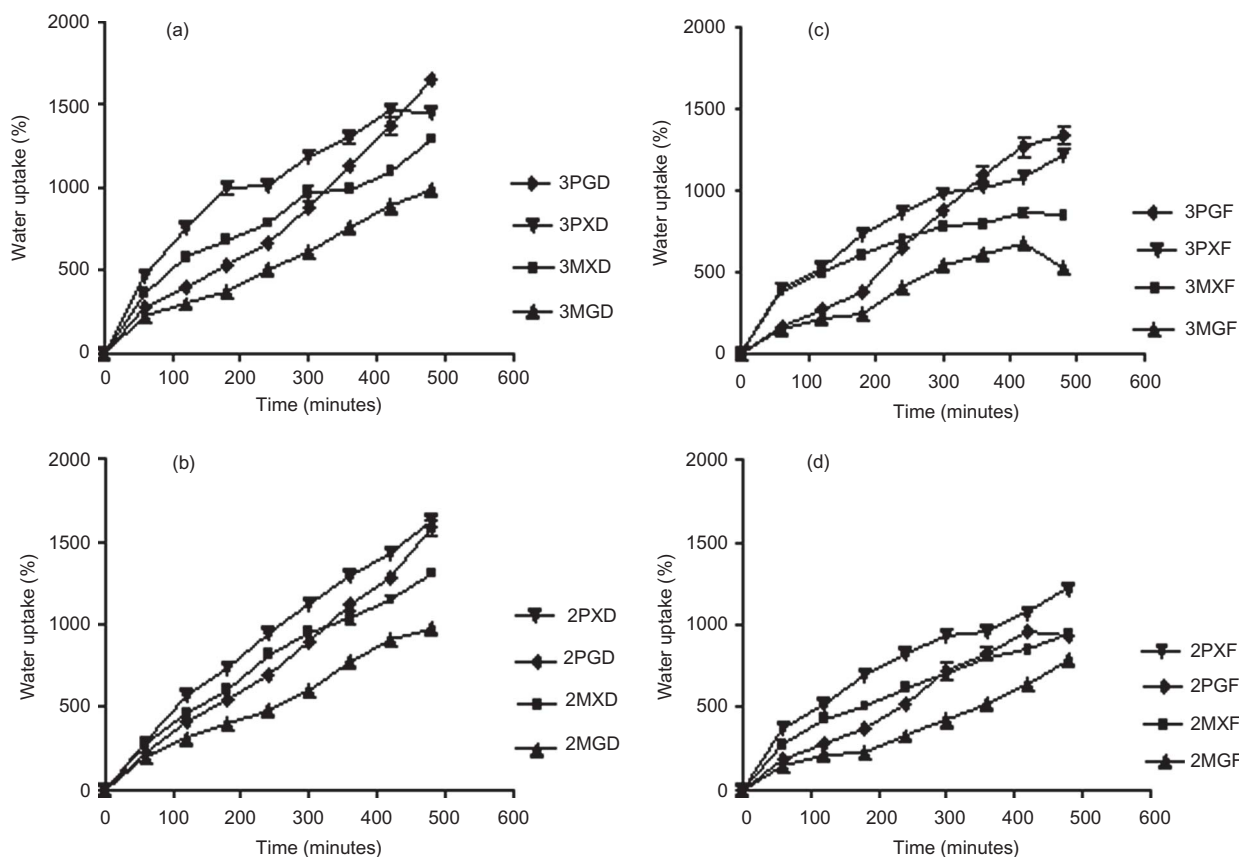 (a)
2000
1500
1000
500
0
Water uptake (%)
0 100 200 300 400 500 600
Time (minutes)
3PGD
3PXD
3MXD
3MGD
(c)
2000
1500
1000
500
0
Water uptake (%)
0 100 200 300 400 500 600
Time (minutes)
3PGF
3PXF
3MXF
3MGF
(b)
2000
1500
1000
500
0
Water uptake (%)
0 100 200 300 400 500 600
Time (minutes)
2PXD
2PGD
2MXD
2MGD
(d)
2000
1500
1000
500
0
Water uptake (%)
0 100 200 300 400 500 600
Time (minutes)
2PXF
2PGF
2MXF
2MGF